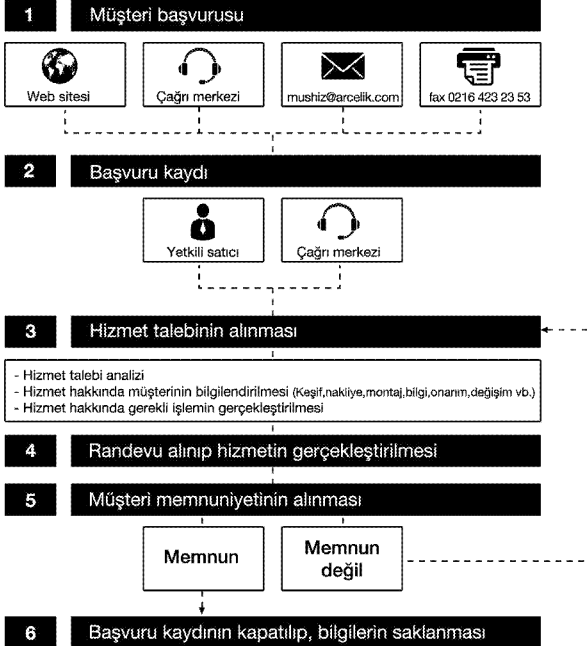 1 Müşteri başvurusu
Web sitesi
Çağrı merkezi
mushiz@arcelik.com
fax 0216 423 23 53
2 Başvuru kaydı
Yetkili satıcı
Çağrı merkezi
3 Hizmet talebinin alınması
- Hizmet talebi analizi
- Hizmet hakkında müşterinin bilgilendirilmesi (Keşif,nakliye,montaj,bilgi,onarım,değişim vb.)
- Hizmet hakkında gerekli işlemin gerçekleştirilmesi
4 Randevu alınıp hizmetin gerçekleştirilmesi
5 Müşteri memnuniyetinin alınması
Memnun
Memnun
değil
6 Başvuru kaydının kapatılıp, bilgilerin saklanması